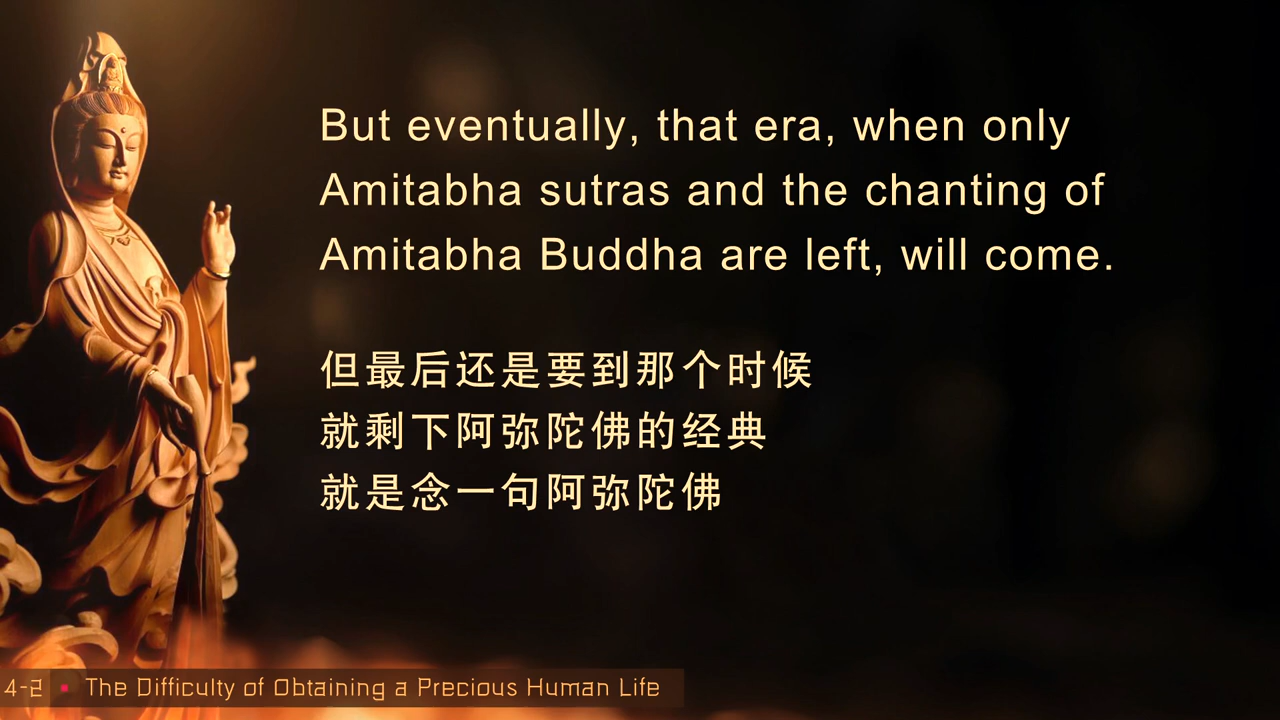 But eventually, that era, when only
Amitabha sutras and the chanting of
Amitabha Buddha are left, will come.
但最后还是要到那个时候
就剩下阿弥陀佛的经典
就是念一句阿弥陀佛
4-2 • The Difficulty of Obtaining a Precious Human Life